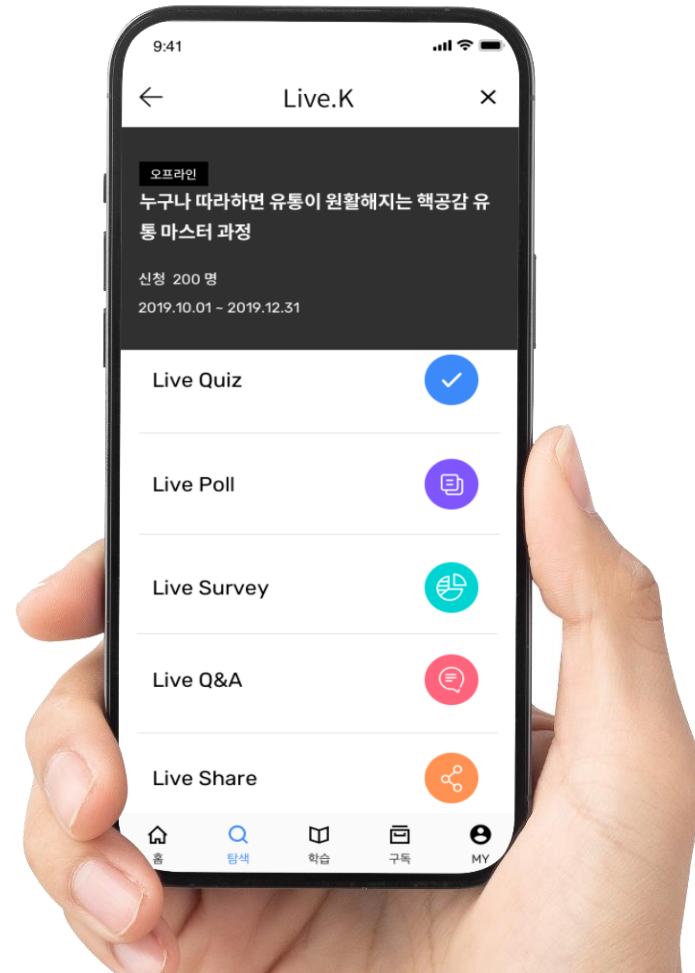 9:41
Live.K
오프라인
누구나 따라하면 유통이 원활해지는 핵공감 유
통 마스터 과정
신청 200 명
2019.10.01 ~ 2019.12.31
Live Quiz
Live Poll
Live Survey
Live Q&A
Live Share
홈 탐색 학습 구독 MY